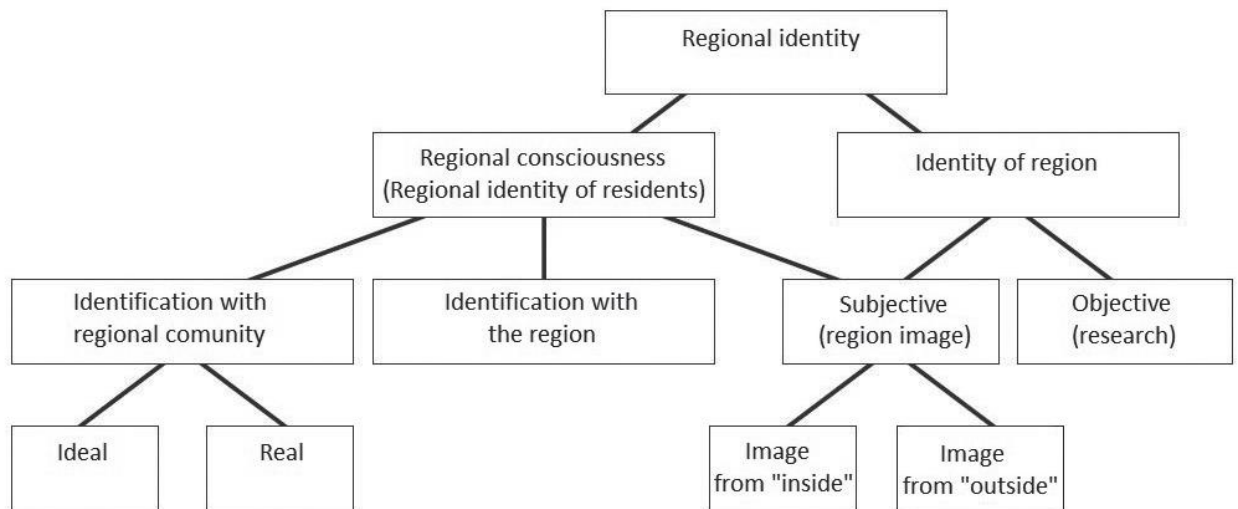 Regional identity
Regional consciousness
(Regional identity of residents)
Identity of region
Identification with
regional comunity
Identification with
the region
Subjective
(region image)
Objective
(research)
Ideal
Real
Image
from "inside"
Image
from "outside"